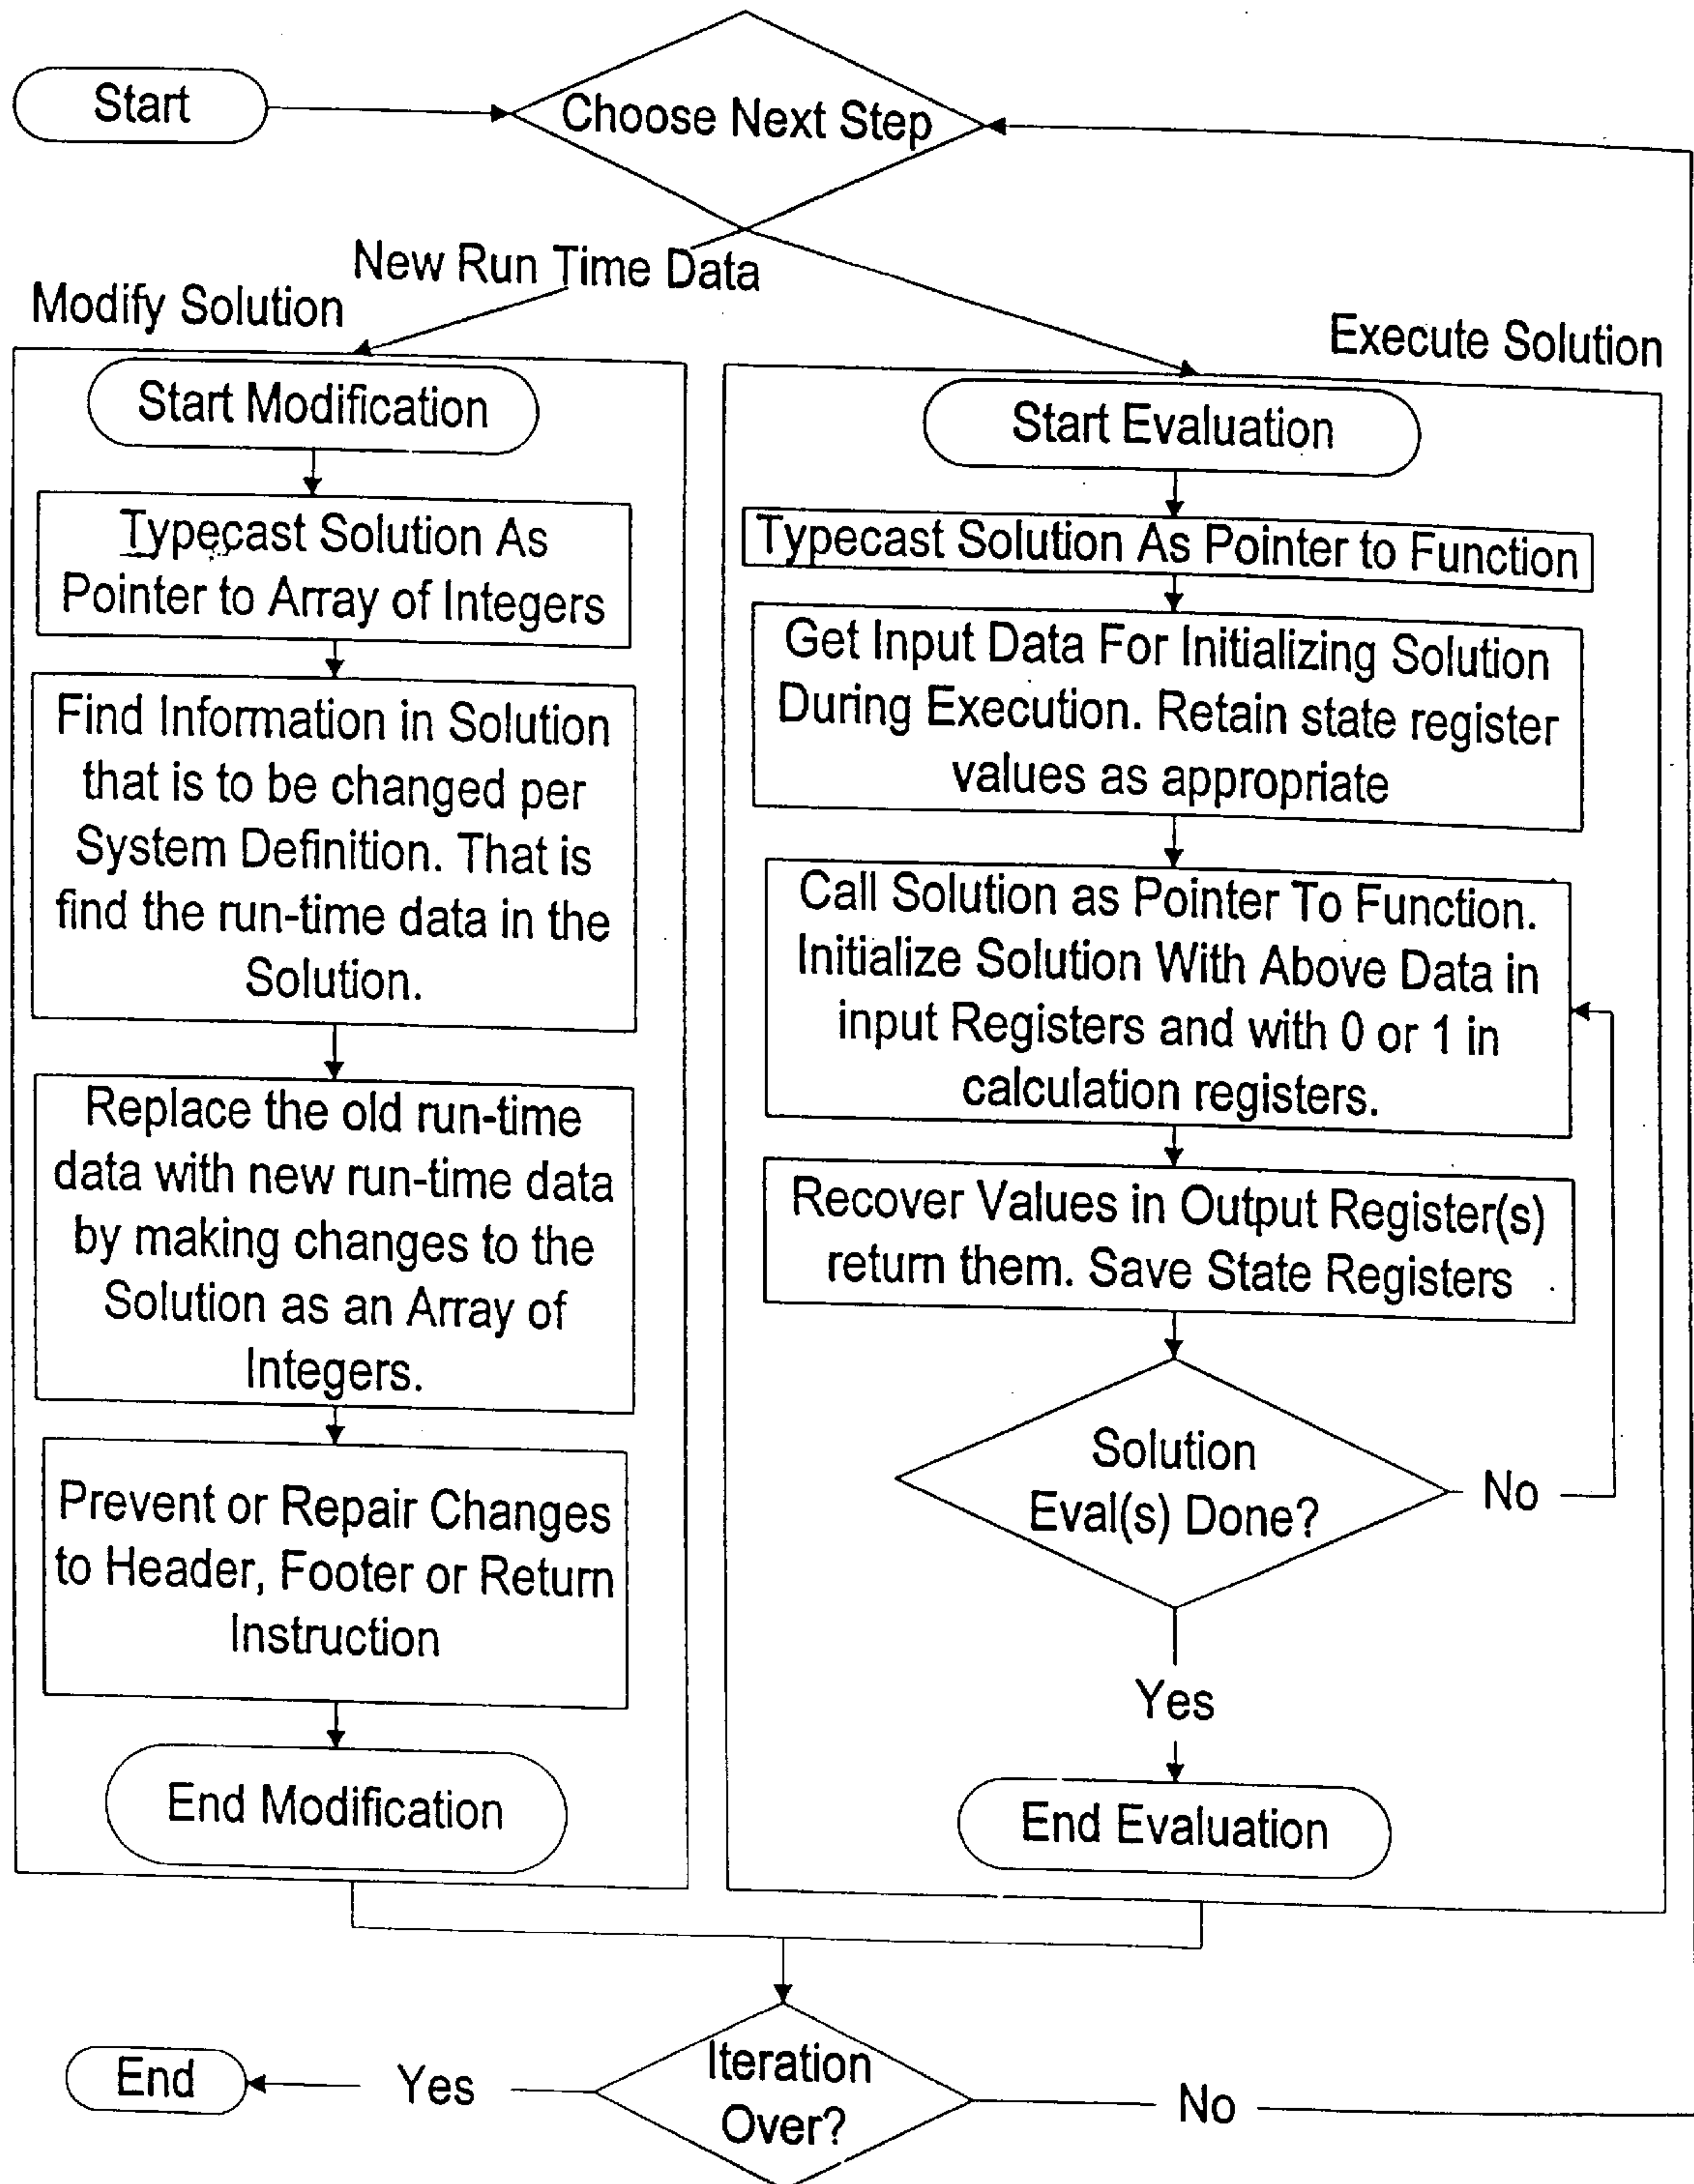 Start
Choose Next Step
New Run Time Data
Modify Solution
Execute Solution
Start Modification
Typecast Solution As
Pointer to Array of Integers
Find Information in Solution
that is to be changed per
System Definition. That is
find the run-time data in the
Solution.
Replace the old run-time
data with new run-time data
by making changes to the
Solution as an Array of
Integers.
Prevent or Repair Changes
to Header, Footer or Return
Instruction
End Modification
Start Evaluation
Typecast Solution As Pointer to Function
Get Input Data For Initializing Solution
During Execution. Retain state register
values as appropriate
Call Solution as Pointer To Function.
Initialize Solution With Above Data in
input Registers and with 0 or 1 in
calculation registers.
Recover Values in Output Register(s)
return them. Save State Registers
Solution
Eval(s) Done?
No
Yes
End Evaluation
Iteration
Over?
Yes
End
No